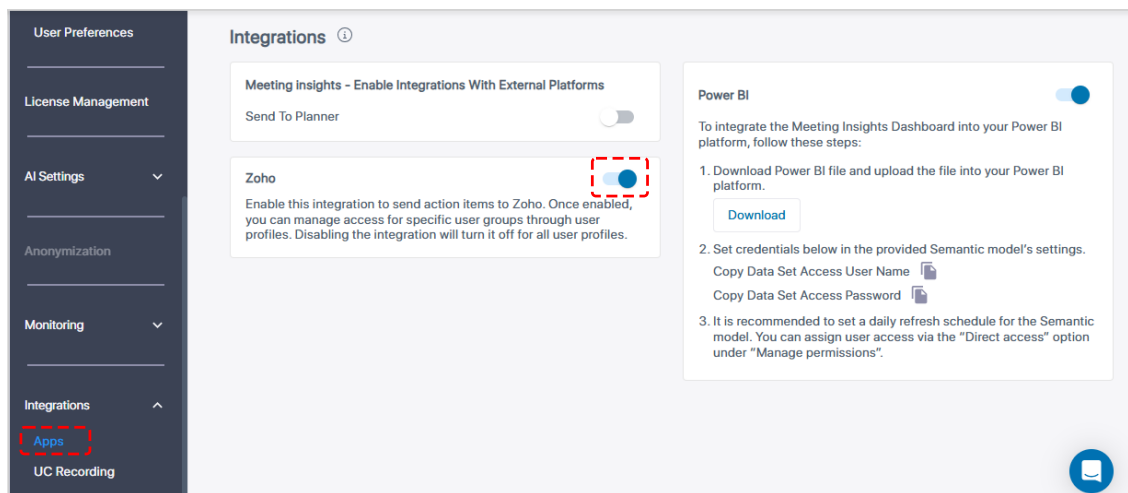 User Preferences
License Management
AI Settings
Anonymization
Monitoring
Integrations
Apps
UC Recording
Integrations
Meeting insights - Enable Integrations With External Platforms
Send To Planner
Zoho
Enable this integration to send action items to Zoho. Once enabled,
you can manage access for specific user groups through user
profiles. Disabling the integration will turn it off for all user profiles.
Power BI
To integrate the Meeting Insights Dashboard into your Power BI
platform, follow these steps:
1. Download Power BI file and upload the file into your Power BI
platform.
Download
2. Set credentials below in the provided Semantic model's settings.
Copy Data Set Access User Name
Copy Data Set Access Password
3. It is recommended to set a daily refresh schedule for the Semantic
model. You can assign user access via the “Direct access” option
under “Manage permissions”.